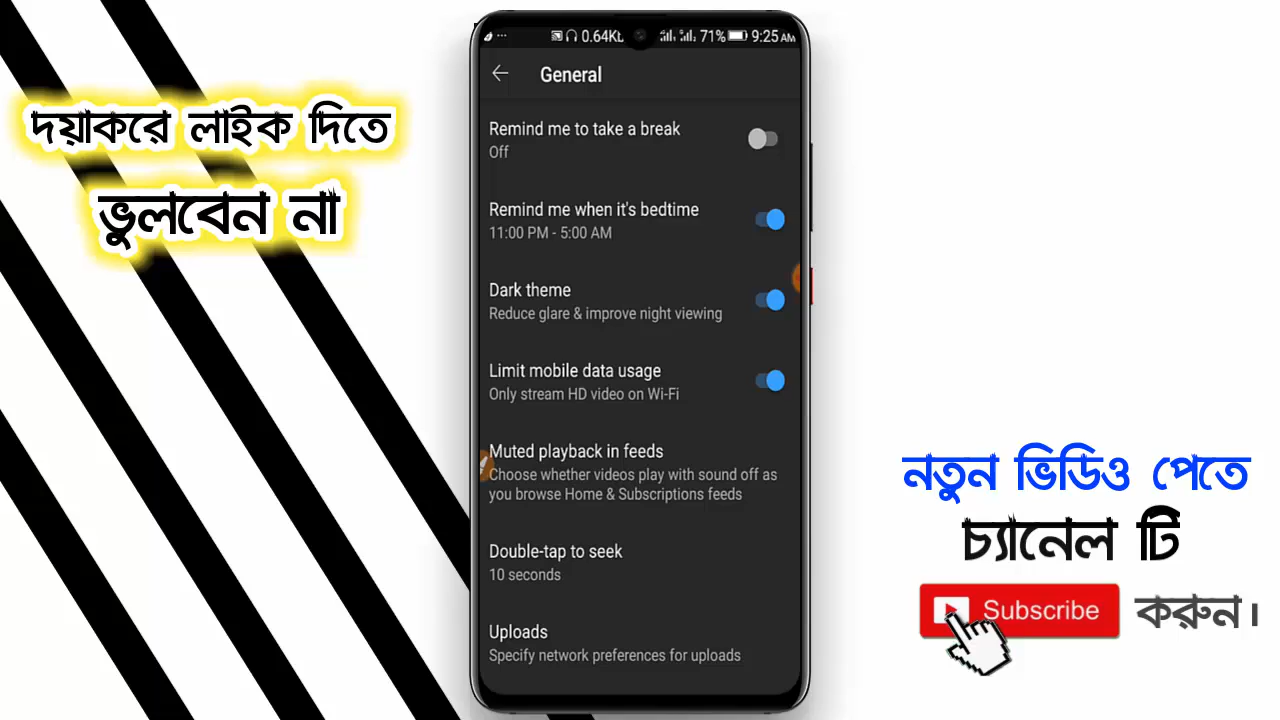 দয়াকরে লাইক দিতে
ভুলবেন না
0.64Kb 71% 9:25 AM
General
Remind me to take a break
Off
Remind me when it's bedtime
11:00 PM - 5:00 AM
Dark theme
Reduce glare & improve night viewing
Limit mobile data usage
Only stream HD video on Wi-Fi
Muted playback in feeds
Choose whether videos play with sound off as
you browse Home & Subscriptions feeds
Double-tap to seek
10 seconds
Uploads
Specify network preferences for uploads
নতুন ভিডিও পেতে
চ্যানেল টি
Subscribe করুন।